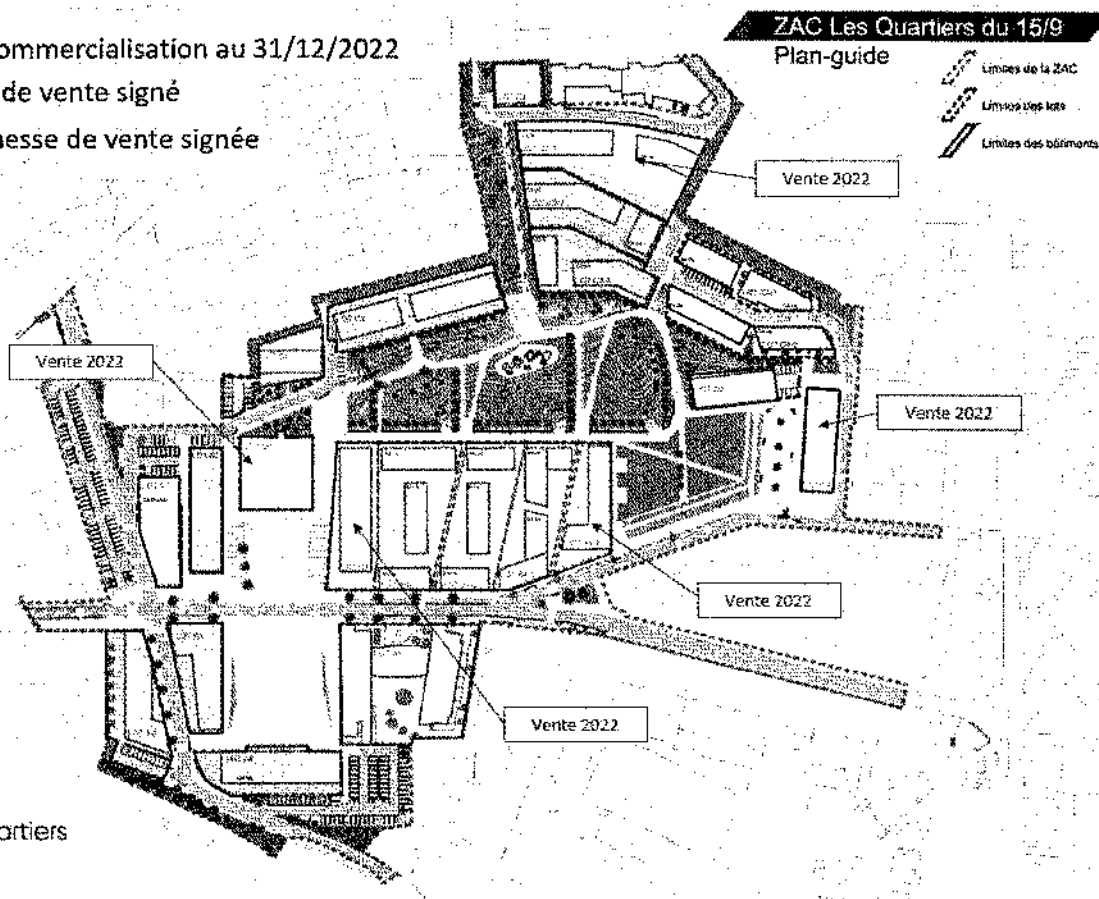 ommercialisation au 31/12/2022
de vente signé
nesse de vente signée
ZAC Les Quartiers du 15/9
Plan-guide
Limites de la ZAC
Limites des lots
Limites des bâtiments
Vente 2022
Vente 2022
Vente 2022
Vente 2022
Vente 2022
artiers